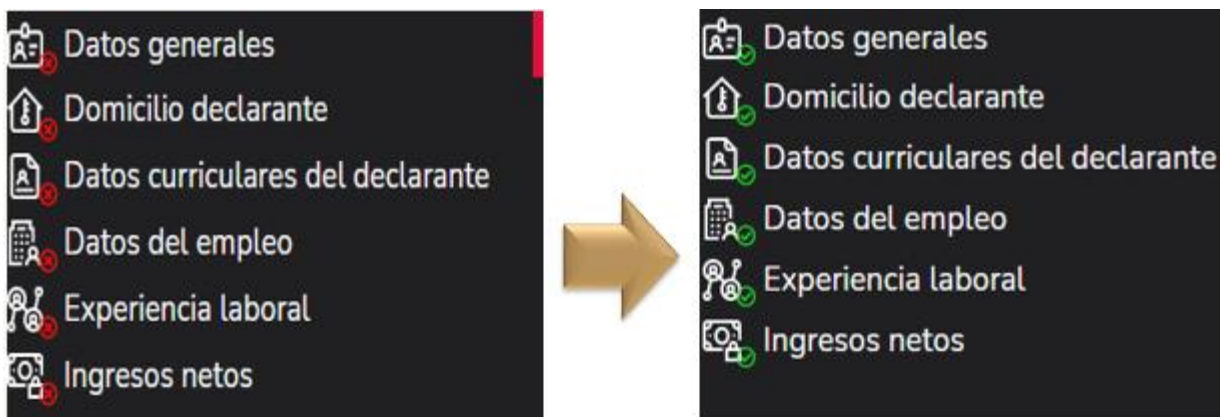 Datos generales
Domicilio declarante
Datos curriculares del declarante
Datos del empleo
Experiencia laboral
Ingresos netos
Datos generales
Domicilio declarante
Datos curriculares del declarante
Datos del empleo
Experiencia laboral
Ingresos netos